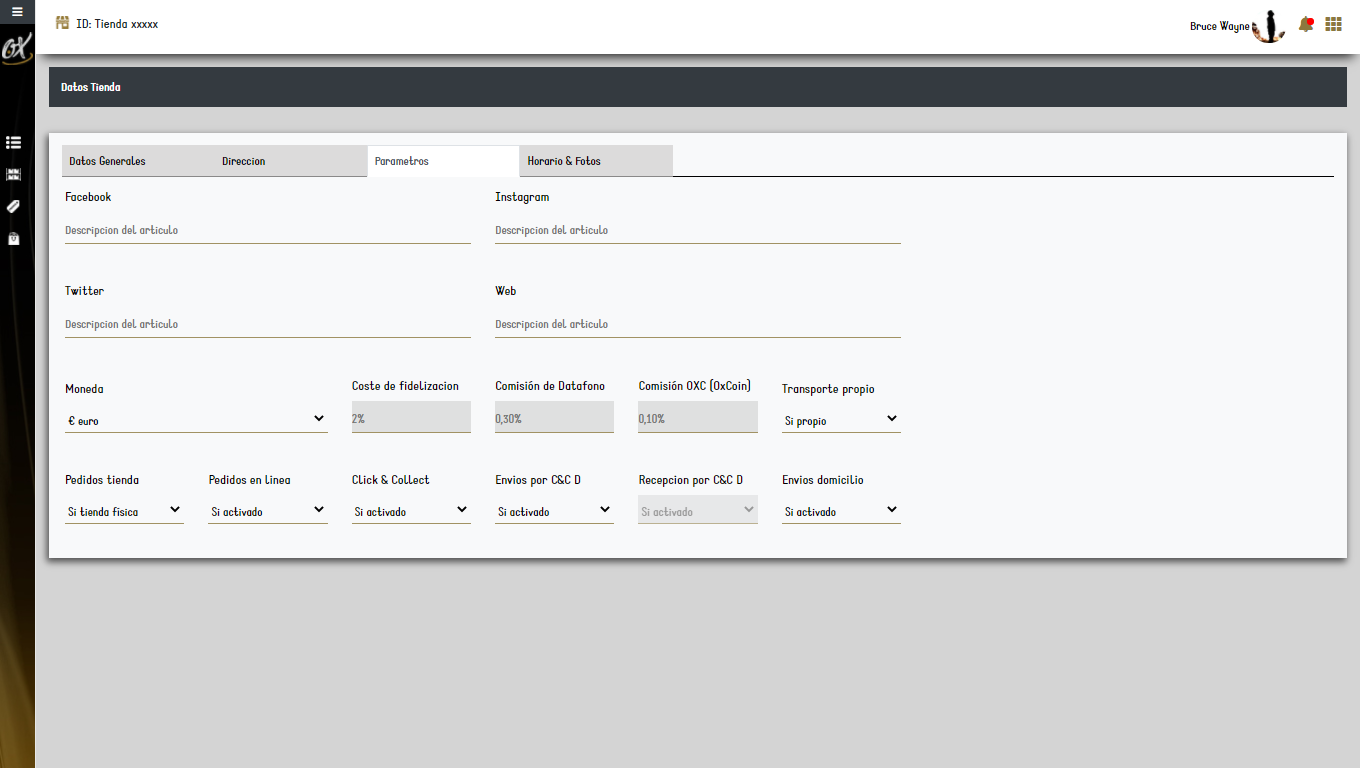 ID: Tienda xxxxx
Bruce Wayne
OX
Datos Tienda
Datos Generales Direccion Parametros Horario & Fotos
Facebook Instagram
Descripcion del articulo Descripcion del articulo
Twitter Web
Descripcion del articulo Descripcion del articulo
Moneda Coste de fidelizacion Comisión de Datafono Comisión OXC (OxCoin) Transporte propio
€ euro 2% 0,30% 0,10% Si propio
Pedidos tienda Pedidos en linea Click & Collect Envios por C&C D Recepcion por C&C D Envios domicilio
Si tienda fisica Si activado Si activado Si activado Si activado Si activado